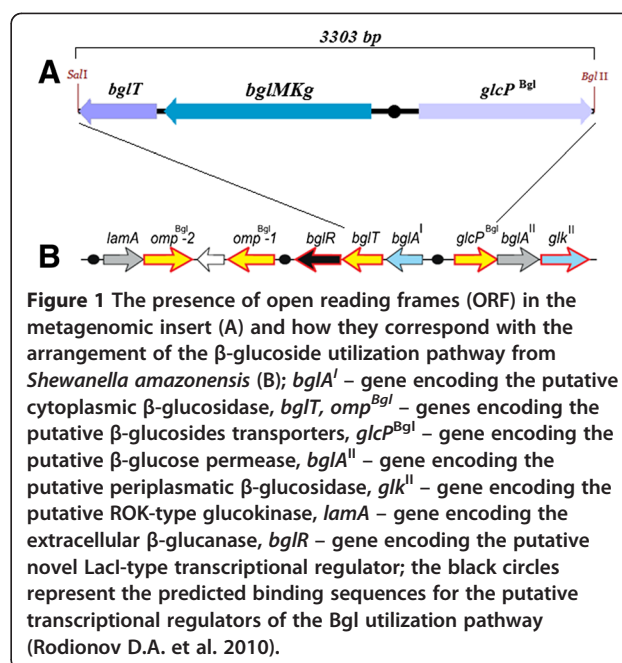 3303 bp
A
SalI
bglT
bglMKg
glcP Bgl
BglII
B
lamA
omp Bgl-2
omp Bgl-1
bglR
bglT
bglA I
glcP Bgl
bglA II
glk II
Figure 1 The presence of open reading frames (ORF) in the
metagenomic insert (A) and how they correspond with the
arrangement of the β-glucoside utilization pathway from
Shewanella amazonensis (B); bglA^I – gene encoding the putative
cytoplasmic β-glucosidase, bglT, omp^Bgl – genes encoding the
putative β-glucosides transporters, glcP^Bgl – gene encoding the
putative β-glucose permease, bglA^II – gene encoding the
putative periplasmatic β-glucosidase, glk^II – gene encoding the
putative ROK-type glucokinase, lamA – gene encoding the
extracellular β-glucanase, bglR – gene encoding the putative
novel LacI-type transcriptional regulator; the black circles
represent the predicted binding sequences for the putative
transcriptional regulators of the Bgl utilization pathway
(Rodionov D.A. et al. 2010).